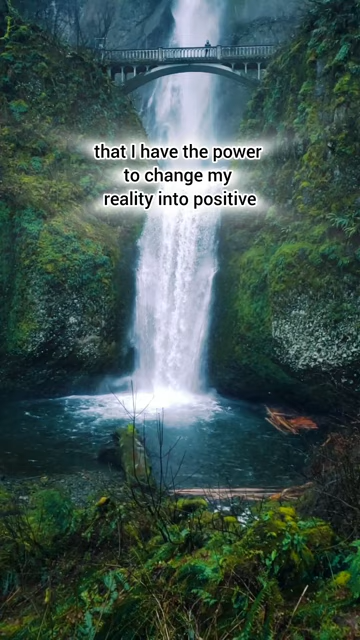 that I have the power
to change my
reality into positive